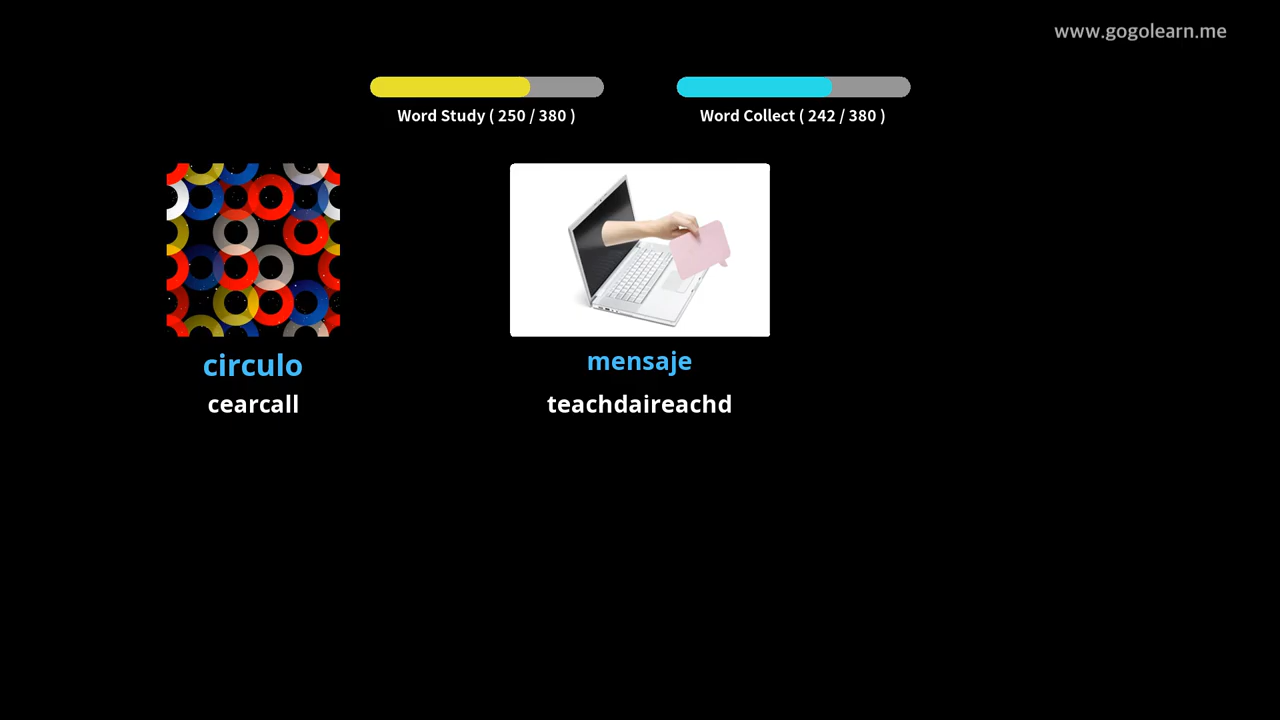 www.gogolearn.me
Word Study ( 250 / 380 )
Word Collect ( 242 / 380 )
circulo
cearcall
mensaje
teachdaireachd